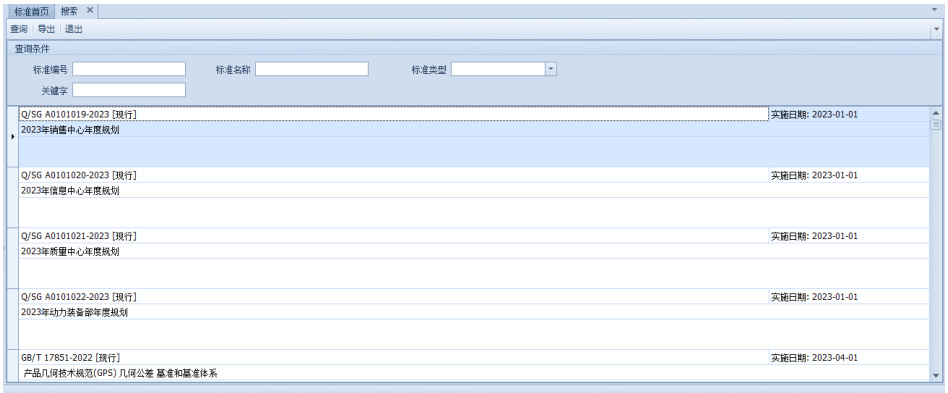 标准首页 搜索
查询 导出 退出
查询条件
标准编号 标准名称 标准类型
关键字
Q/SG A0101019-2023 [现行] 实施日期: 2023-01-01
2023年销售中心年度规划
Q/SG A0101020-2023 [现行] 实施日期: 2023-01-01
2023年信息中心年度规划
Q/SG A0101021-2023 [现行] 实施日期: 2023-01-01
2023年质量中心年度规划
Q/SG A0101022-2023 [现行] 实施日期: 2023-01-01
2023年动力装备部年度规划
GB/T 17851-2022 [现行] 实施日期: 2023-04-01
产品几何技术规范(GPS) 几何公差 基准和基准体系